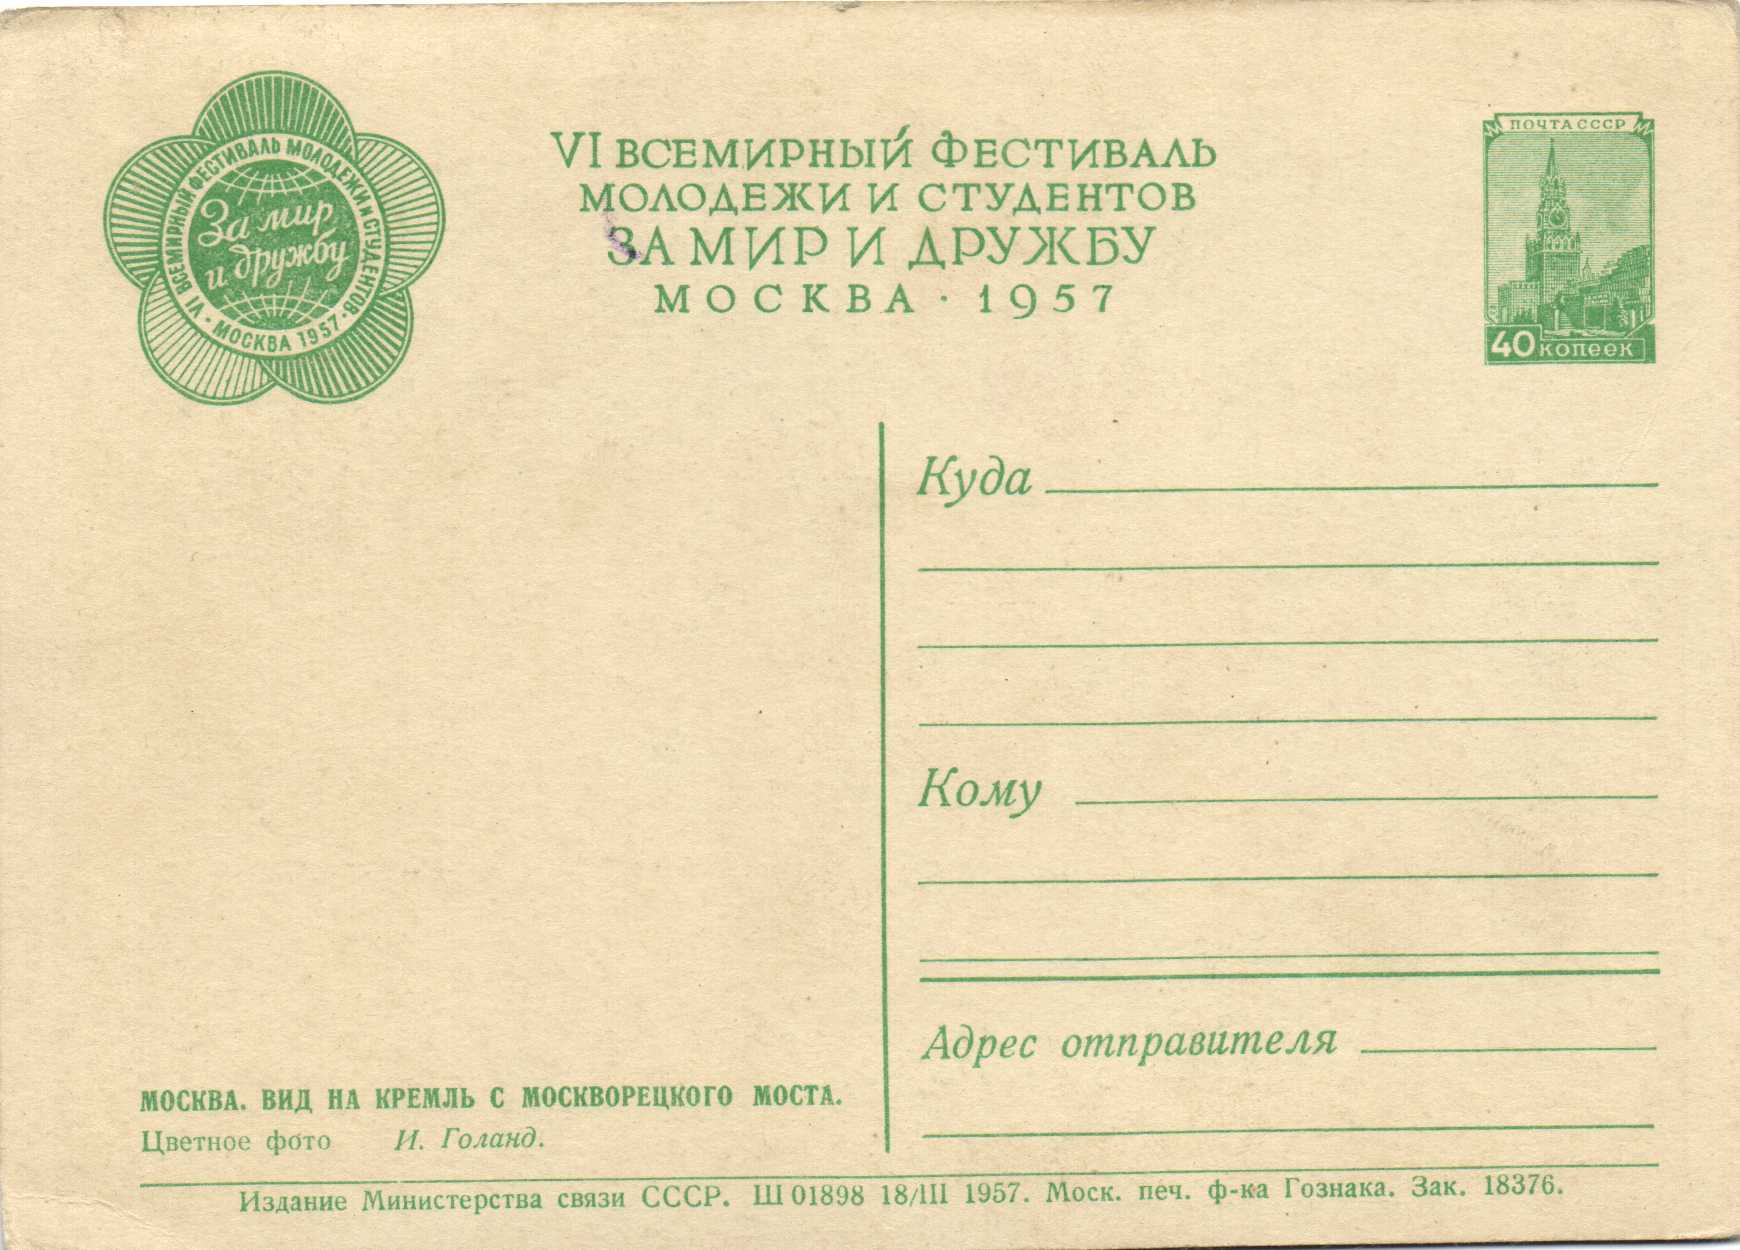 VI ВСЕМИРНЫЙ ФЕСТИВАЛЬ МОЛОДЕЖИ И СТУДЕНТОВ
• МОСКВА 1957 •
За мир
и дружбу
VI ВСЕМИРНЫЙ ФЕСТИВАЛЬ
МОЛОДЕЖИ И СТУДЕНТОВ
ЗА МИР И ДРУЖБУ
МОСКВА · 1957
ПОЧТА СССР
40 КОПЕЕК
Куда
Кому
Адрес отправителя
МОСКВА. ВИД НА КРЕМЛЬ С МОСКВОРЕЦКОГО МОСТА.
Цветное фото И. Голанд.
Издание Министерства связи СССР. Ш 01898 18/III 1957. Моск. печ. ф-ка Гознака. Зак. 18376.